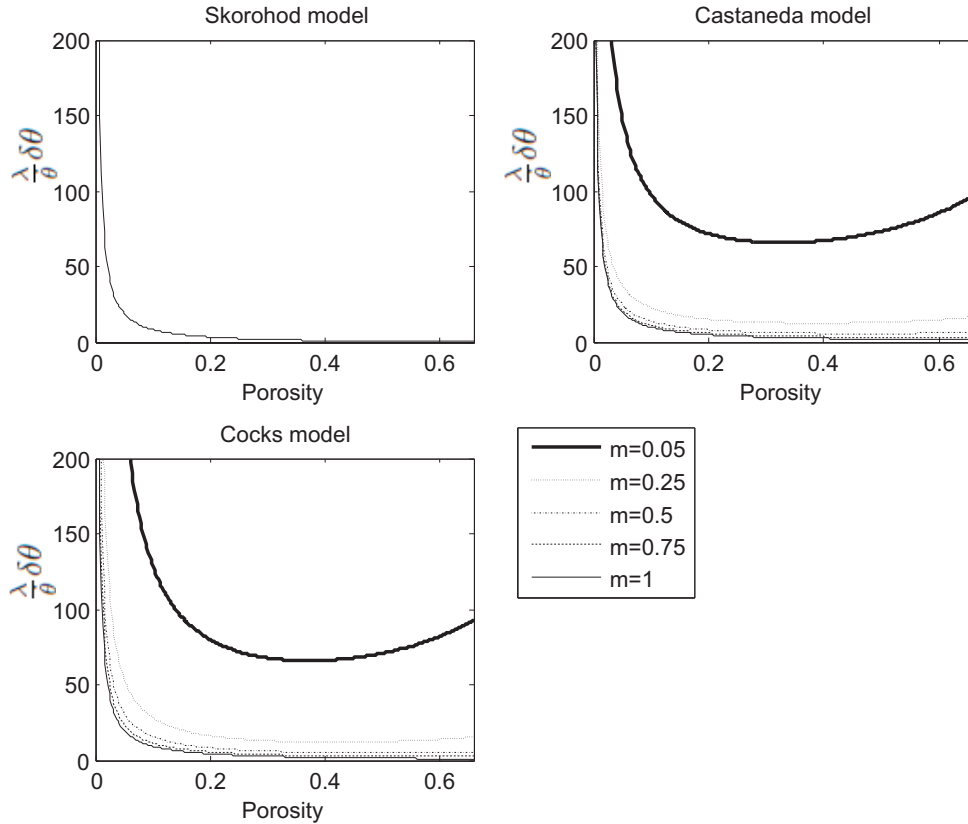 Skorohod model
200
150
100
50
0
λ/θ δθ
0
0.2
0.4
0.6
Porosity
Castaneda model
200
150
100
50
0
λ/θ δθ
0
0.2
0.4
0.6
Porosity
Cocks model
200
150
100
50
0
λ/θ δθ
0
0.2
0.4
0.6
Porosity
m=0.05
m=0.25
m=0.5
m=0.75
m=1